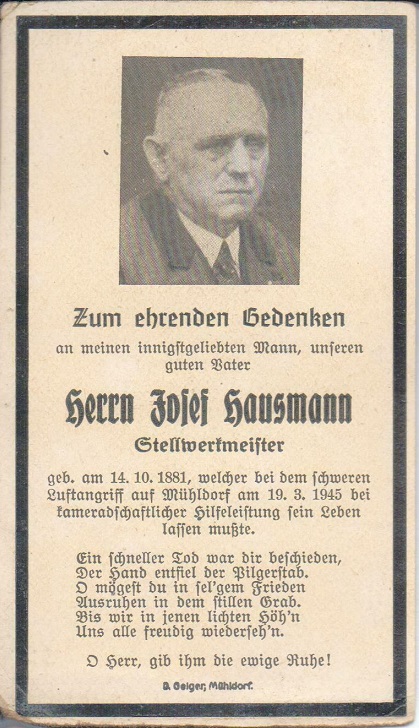 Zum ehrenden Gedenken
an meinen innigstgeliebten Mann, unseren
guten Vater
Herrn Josef Hausmann
Stellwerkmeister
geb. am 14. 10. 1881, welcher bei dem schweren
Luftangriff auf Mühldorf am 19. 3. 1945 bei
kameradschaftlicher Hilfeleistung sein Leben
lassen mußte.
Ein schneller Tod war dir beschieden,
Der Hand entfiel der Pilgerstab.
O mögest du in sel'gem Frieden
Ausruhen in dem stillen Grab.
Bis wir in jenen lichten Höh'n
Uns alle freudig wiederseh'n.
O Herr, gib ihm die ewige Ruhe!
D. Geiger, Mühldorf.